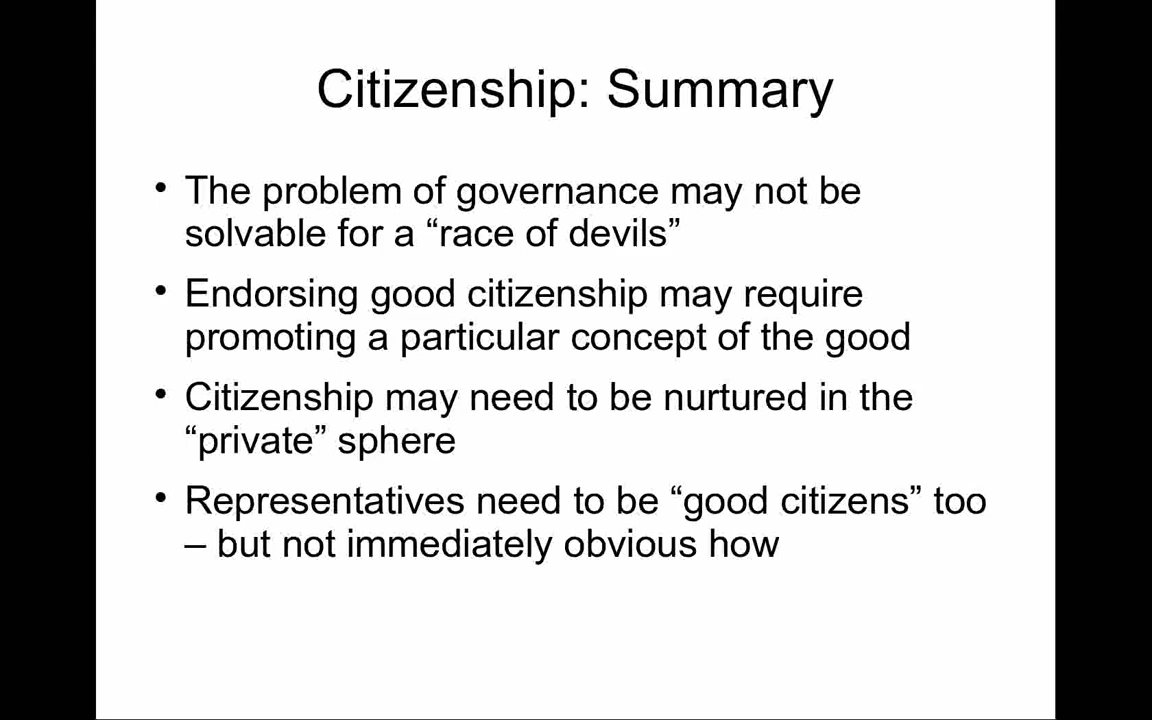 Citizenship: Summary
• The problem of governance may not be
solvable for a “race of devils”
• Endorsing good citizenship may require
promoting a particular concept of the good
• Citizenship may need to be nurtured in the
“private” sphere
• Representatives need to be “good citizens” too
– but not immediately obvious how